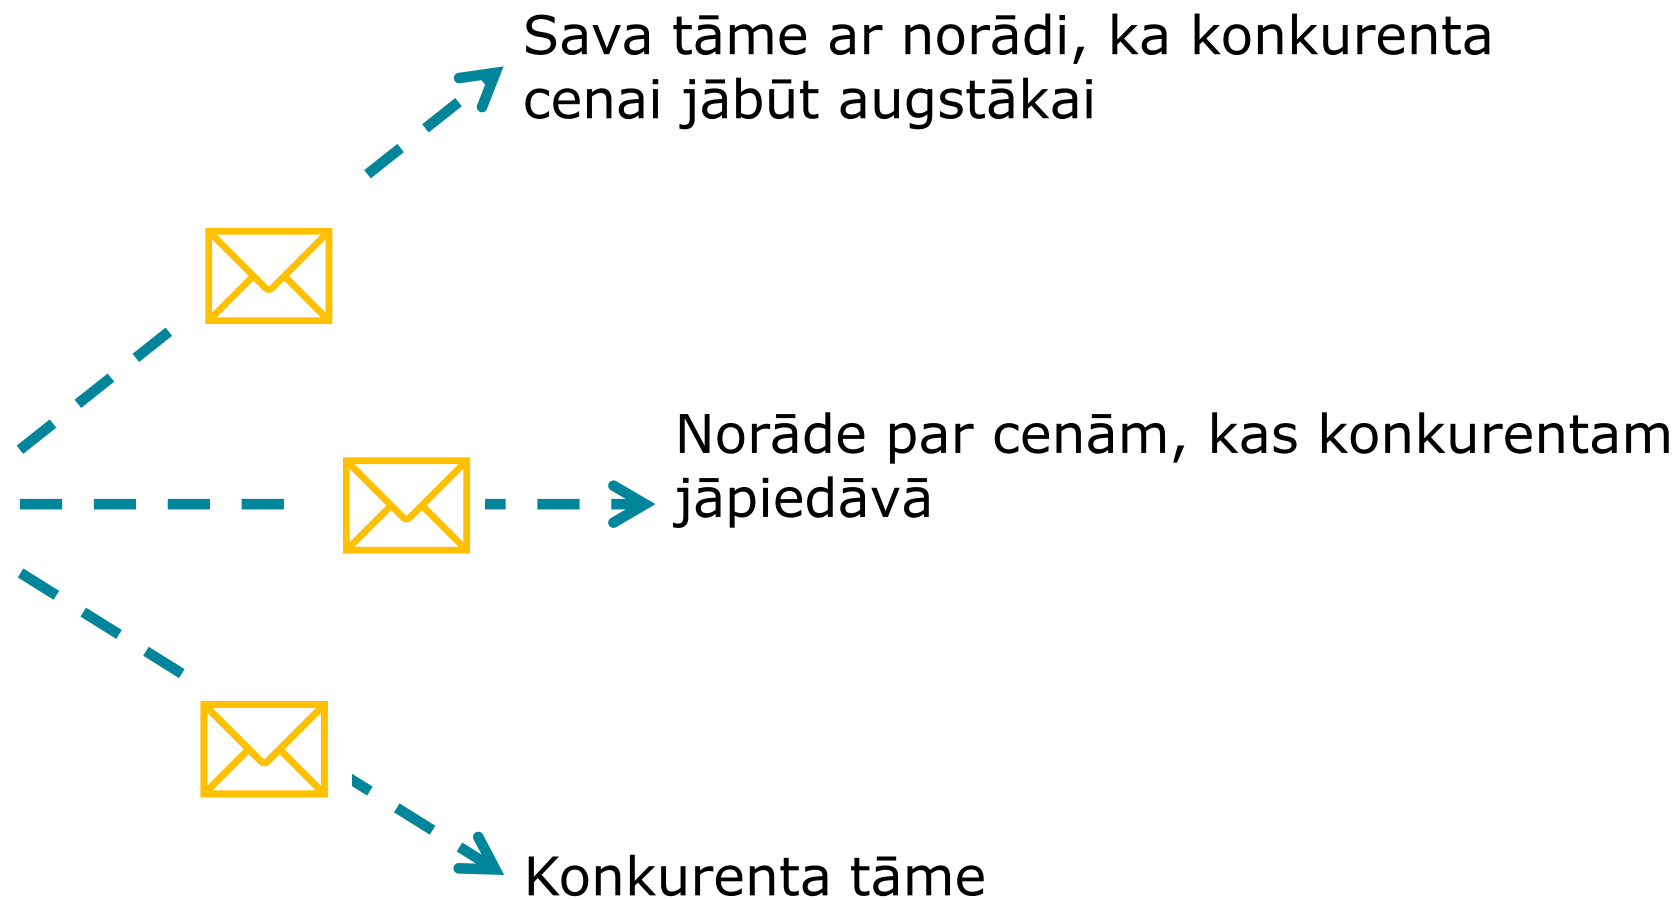 Sava tāme ar norādi, ka konkurenta
cenai jābūt augstākai
Norāde par cenām, kas konkurentam
jāpiedāvā
Konkurenta tāme